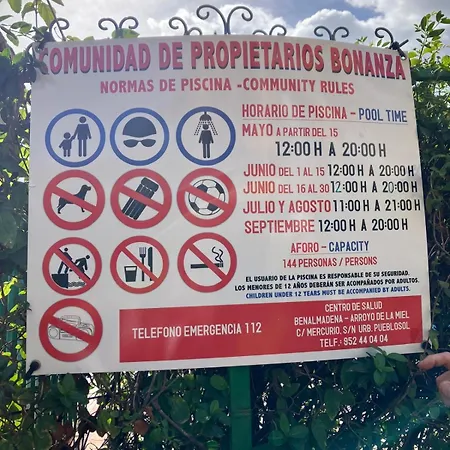 COMUNIDAD DE PROPIETARIOS BONANZA
NORMAS DE PISCINA -COMMUNITY RULES
HORARIO DE PISCINA - POOL TIME
MAYO A PARTIR DEL 15
12:00 H A 20:00 H
JUNIO DEL 1 AL 15 12:00 H A 20:00 H
JUNIO DEL 16 AL 30 12:00 H A 20:00 H
JULIO Y AGOSTO 11:00 H A 21:00 H
SEPTIEMBRE 12:00 H A 20:00 H
AFORO - CAPACITY
144 PERSONAS / PERSONS
EL USUARIO DE LA PISCINA ES RESPONSABLE DE SU SEGURIDAD.
LOS MENORES DE 12 AÑOS DEBERÁN SER ACOMPAÑADOS POR ADULTOS.
CHILDREN UNDER 12 YEARS MUST BE ACCOMPANIED BY ADULTS.
TELEFONO EMERGENCIA 112
CENTRO DE SALUD
BENALMADENA - ARROYO DE LA MIEL
C/ MERCURIO, S/N URB. PUEBLOSOL
TELF.: 952 44 04 04